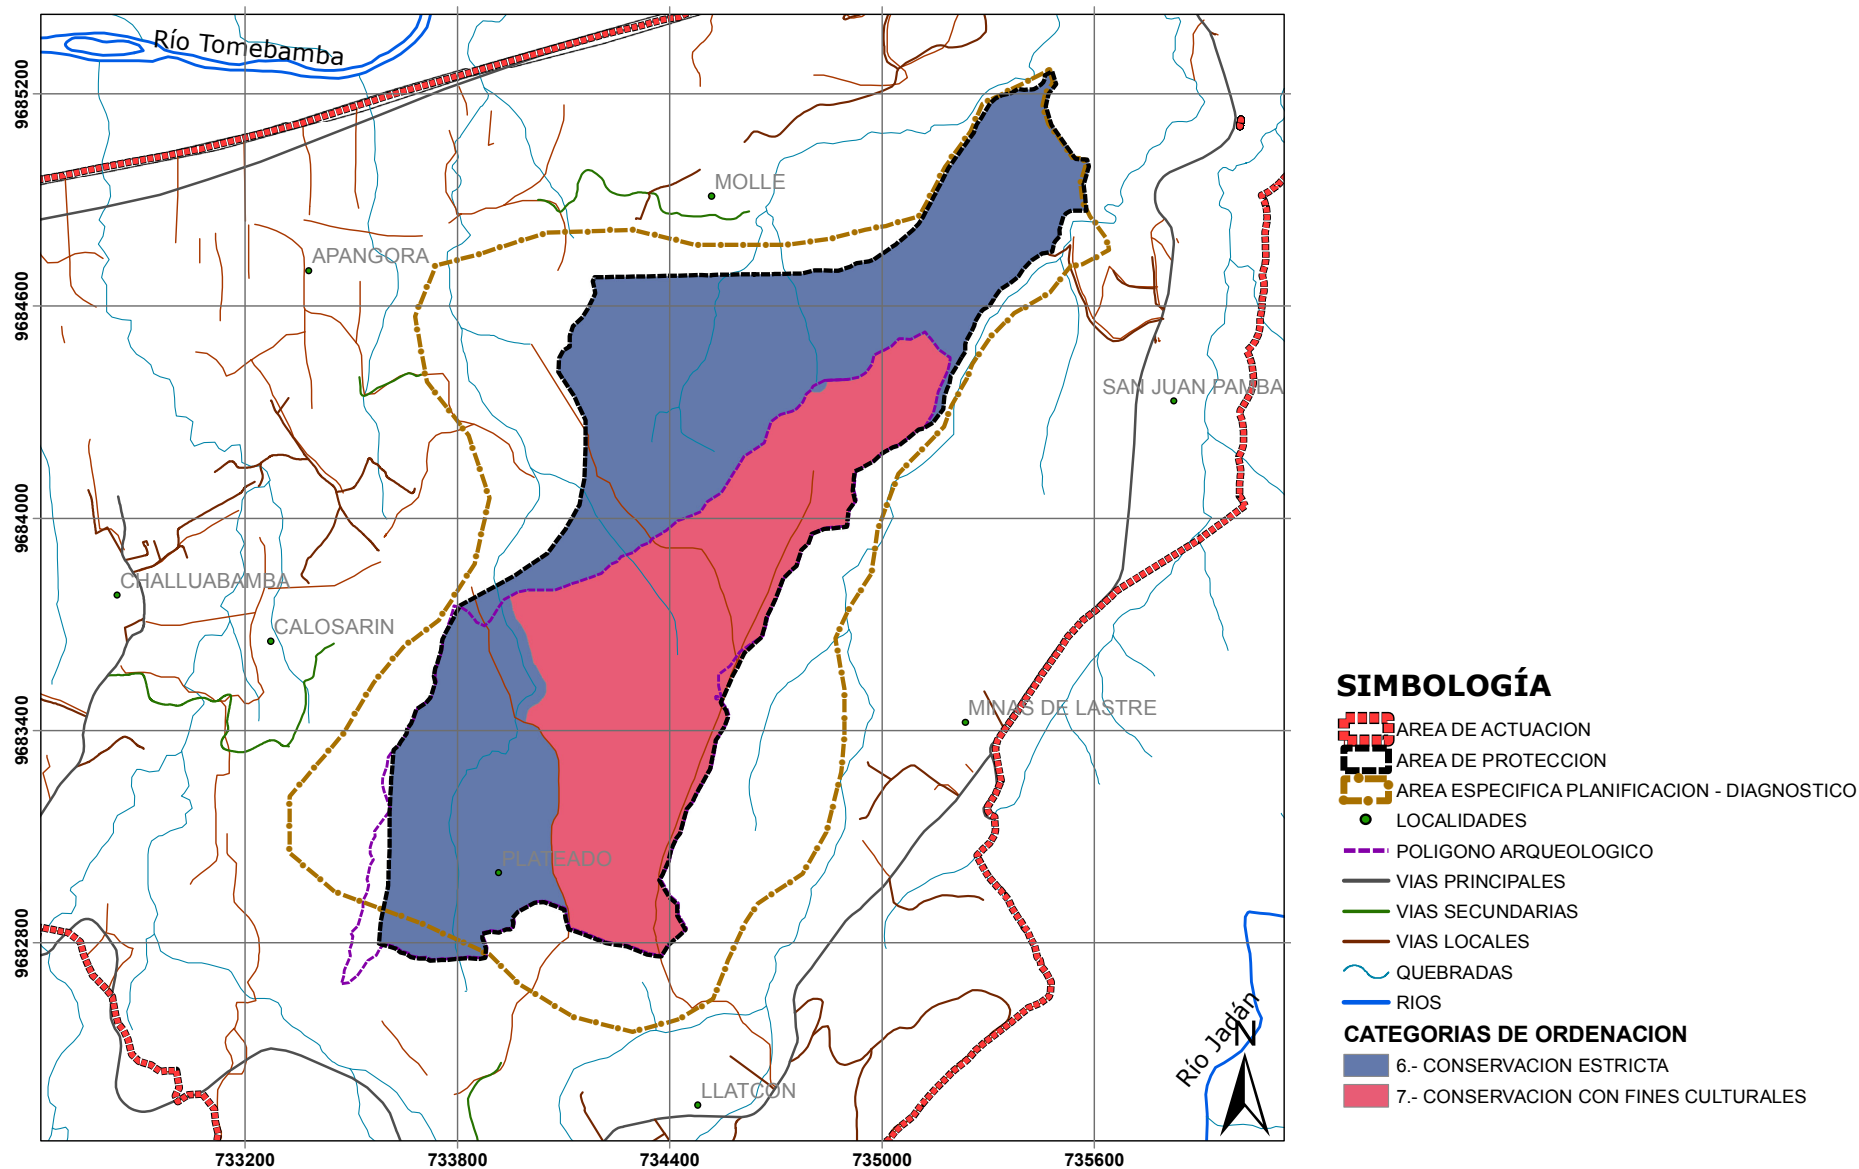 Río Tomebamba
9685200
MOLLE
APANGORA
9684600
SAN JUAN PAMBA
9684000
CHALLUABAMBA
CALOSARIN
9683400
MINAS DE LASTRE
PLATEADO
9682800
Río Jadán
N
LLATCON
733200
733800
734400
735000
735600
SIMBOLOGÍA
AREA DE ACTUACION
AREA DE PROTECCION
AREA ESPECIFICA PLANIFICACION - DIAGNOSTICO
LOCALIDADES
POLIGONO ARQUEOLOGICO
VIAS PRINCIPALES
VIAS SECUNDARIAS
VIAS LOCALES
QUEBRADAS
RIOS
CATEGORIAS DE ORDENACION
6.- CONSERVACION ESTRICTA
7.- CONSERVACION CON FINES CULTURALES